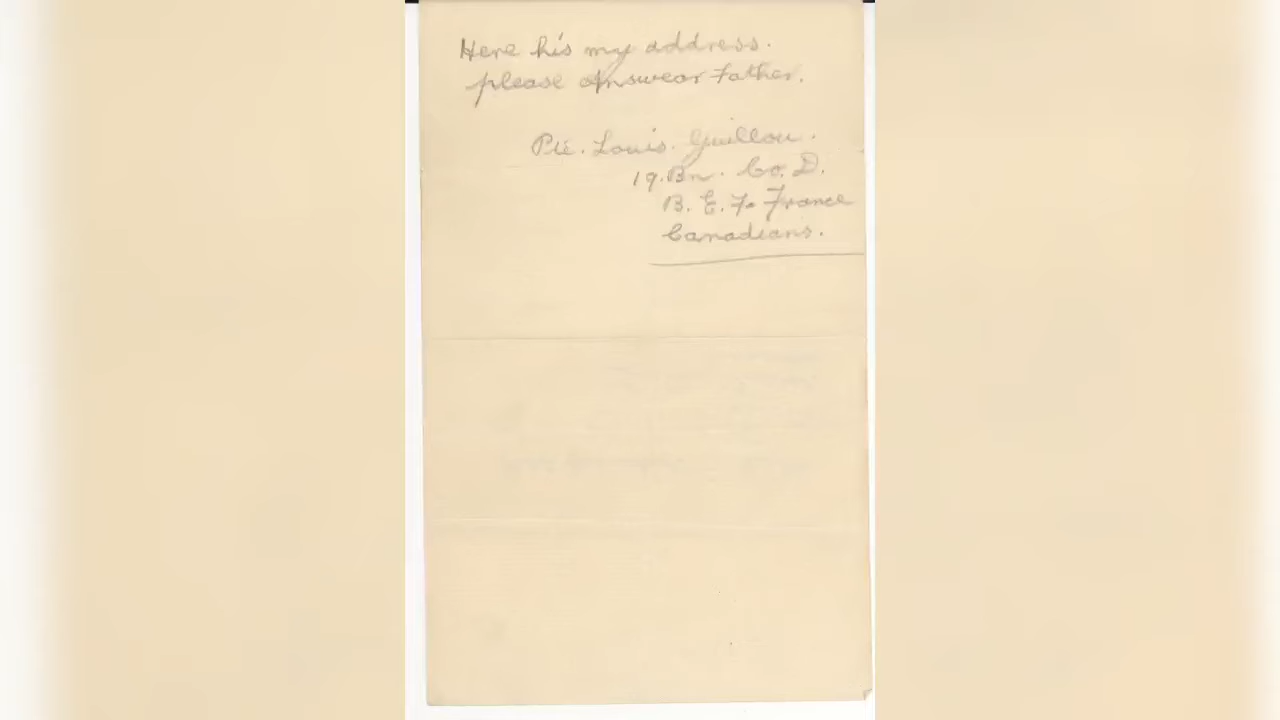 Here his my address.
please answear Father.
Pte. Louis. Guillou.
19. Bn. Co. D.
B. E. F. France
Canadians.